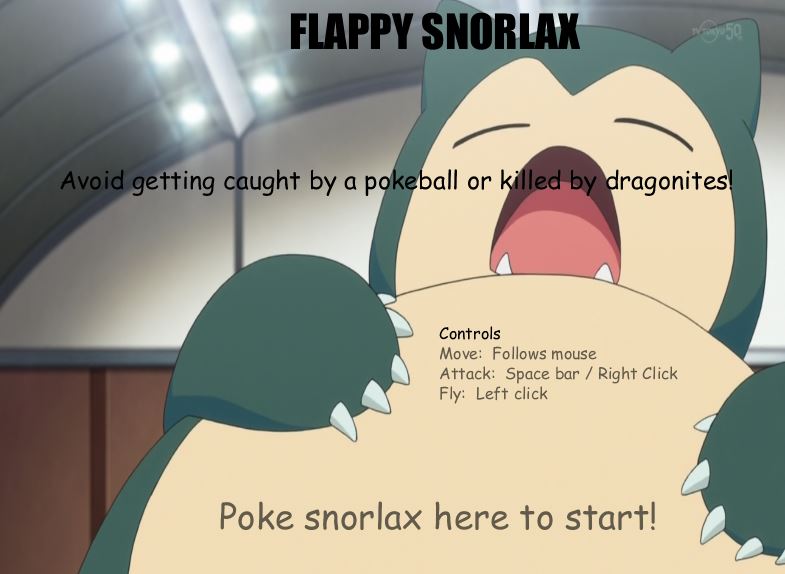 FLAPPY SNORLAX
Avoid getting caught by a pokeball or killed by dragonites!
Controls
Move: Follows mouse
Attack: Space bar / Right Click
Fly: Left click
Poke snorlax here to start!